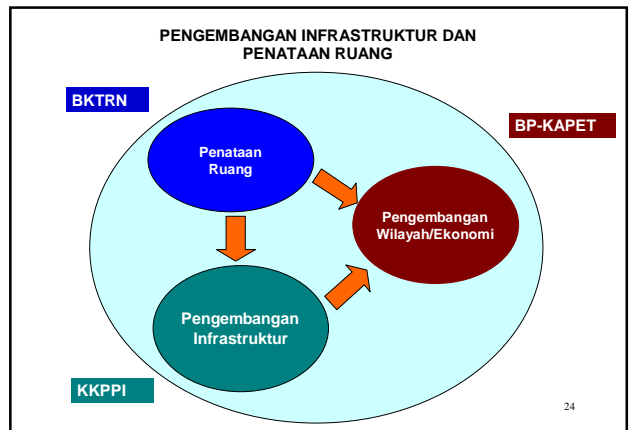 PENGEMBANGAN INFRASTRUKTUR DAN
PENATAAN RUANG
BKTRN
BP-KAPET
Penataan
Ruang
Pengembangan
Wilayah/Ekonomi
Pengembangan
Infrastruktur
KKPPI
24